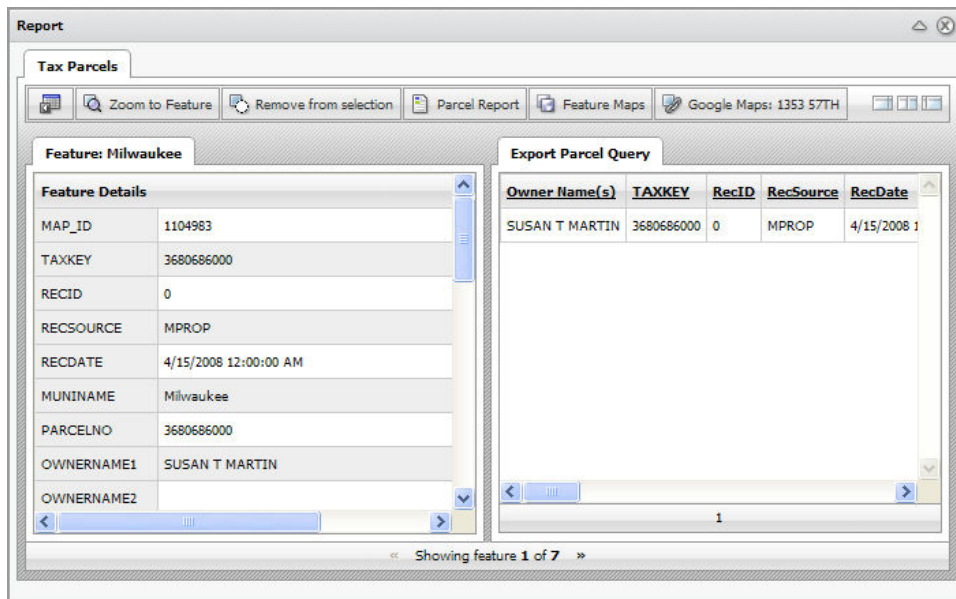 Report
Tax Parcels
Zoom to Feature Remove from selection Parcel Report Feature Maps Google Maps: 1353 57TH
Feature: Milwaukee
Feature Details
MAP_ID 1104983
TAXKEY 3680686000
RECID 0
RECSOURCE MPROP
RECDATE 4/15/2008 12:00:00 AM
MUNINAME Milwaukee
PARCELNO 3680686000
OWNERNAME1 SUSAN T MARTIN
OWNERNAME2
Export Parcel Query
Owner Name(s) TAXKEY RecID RecSource RecDate
SUSAN T MARTIN 3680686000 0 MPROP 4/15/2008 1
1
« Showing feature 1 of 7 »